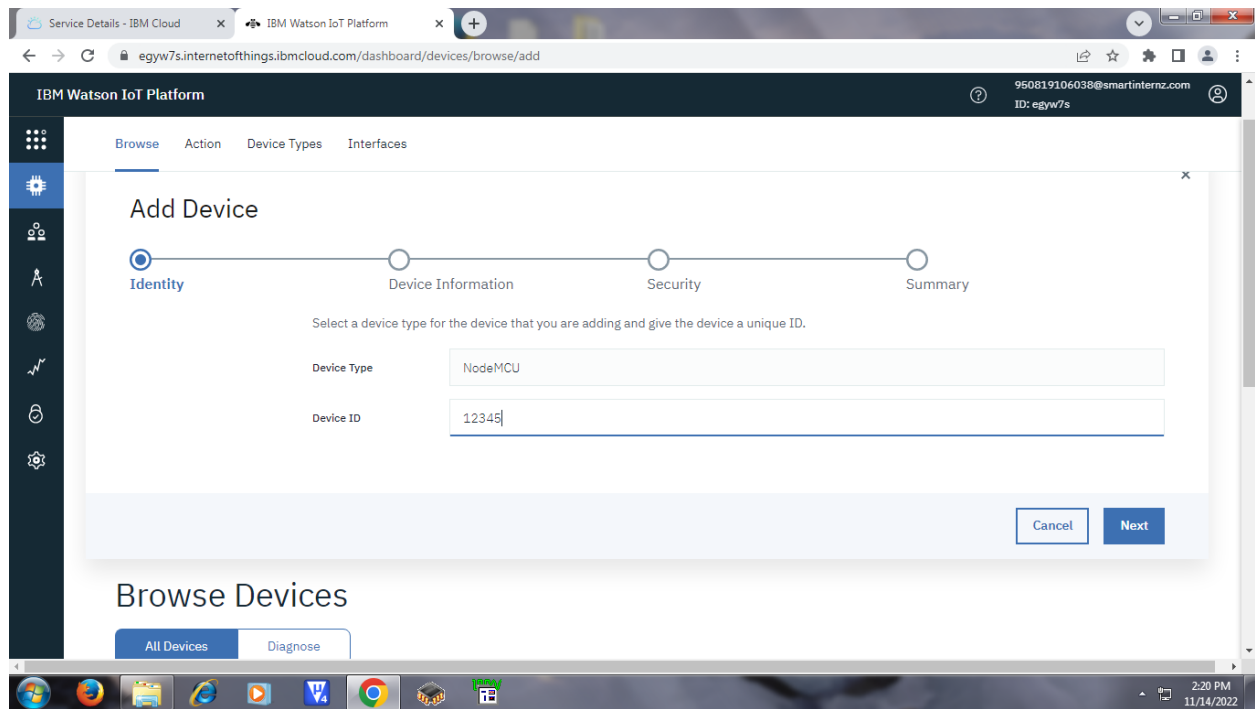 Service Details - IBM Cloud
IBM Watson IoT Platform
egyw7s.internetofthings.ibmcloud.com/dashboard/devices/browse/add
IBM Watson IoT Platform
950819106038@smartinternz.com
ID: egyw7s
Browse Action Device Types Interfaces
Add Device
Identity Device Information Security Summary
Select a device type for the device that you are adding and give the device a unique ID.
Device Type NodeMCU
Device ID 12345
Cancel Next
Browse Devices
All Devices Diagnose
2:20 PM
11/14/2022